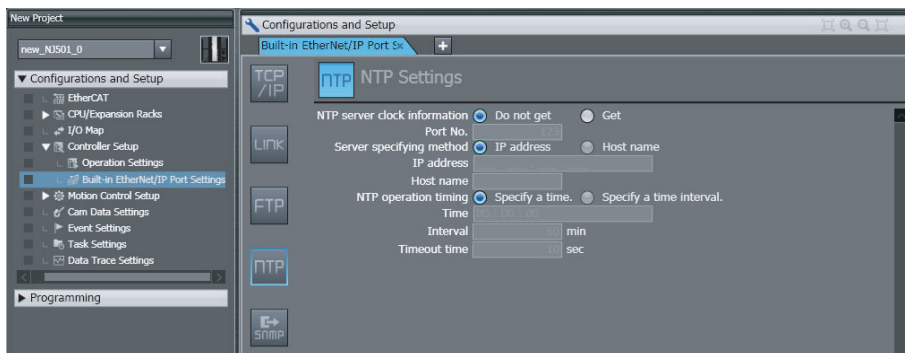 New Project
new_NJ501_0
Configurations and Setup
EtherCAT
CPU/Expansion Racks
I/O Map
Controller Setup
Operation Settings
Built-in EtherNet/IP Port Settings
Motion Control Setup
Cam Data Settings
Event Settings
Task Settings
Data Trace Settings
Programming
Configurations and Setup
Built-in EtherNet/IP Port S
TCP
/IP
LINK
FTP
NTP
SNMP
NTP NTP Settings
NTP server clock information Do not get Get
Port No. 123
Server specifying method IP address Host name
IP address
Host name
NTP operation timing Specify a time. Specify a time interval.
Time 00 : 00 : 00
Interval 60 min
Timeout time 10 sec